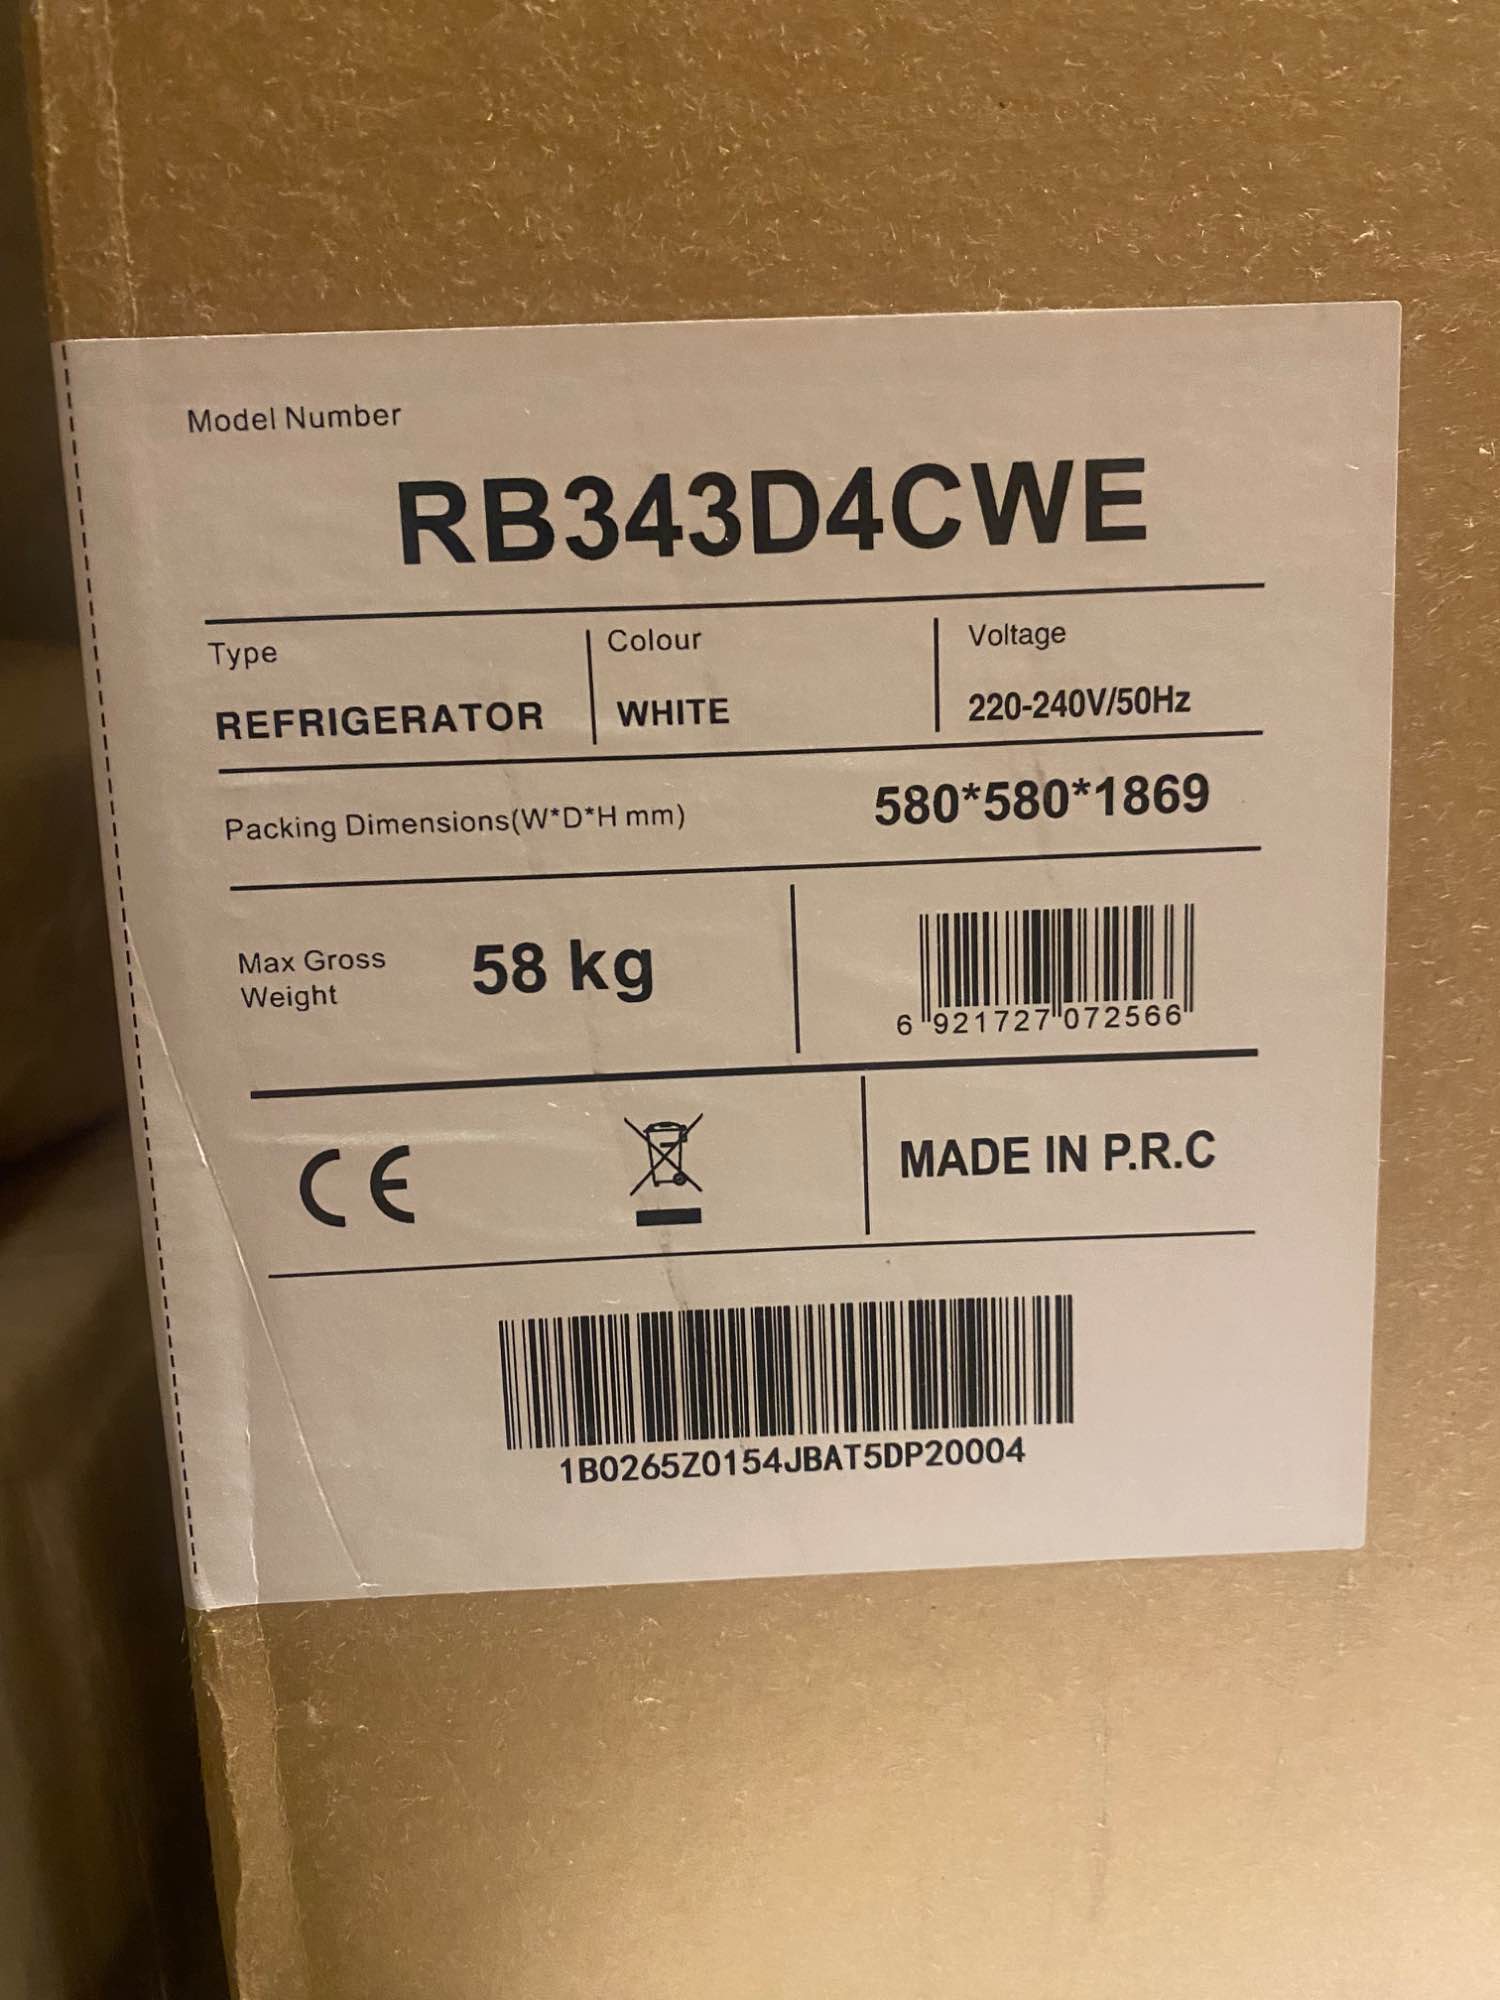 Model Number
RB343D4CWE
Type
Colour
Voltage
REFRIGERATOR
WHITE
220-240V/50Hz
Packing Dimensions(W*D*H mm)
580*580*1869
Max Gross
Weight
58 kg
6 921727 072566
CE
MADE IN P.R.C
1B0265Z0154JBAT5DP20004